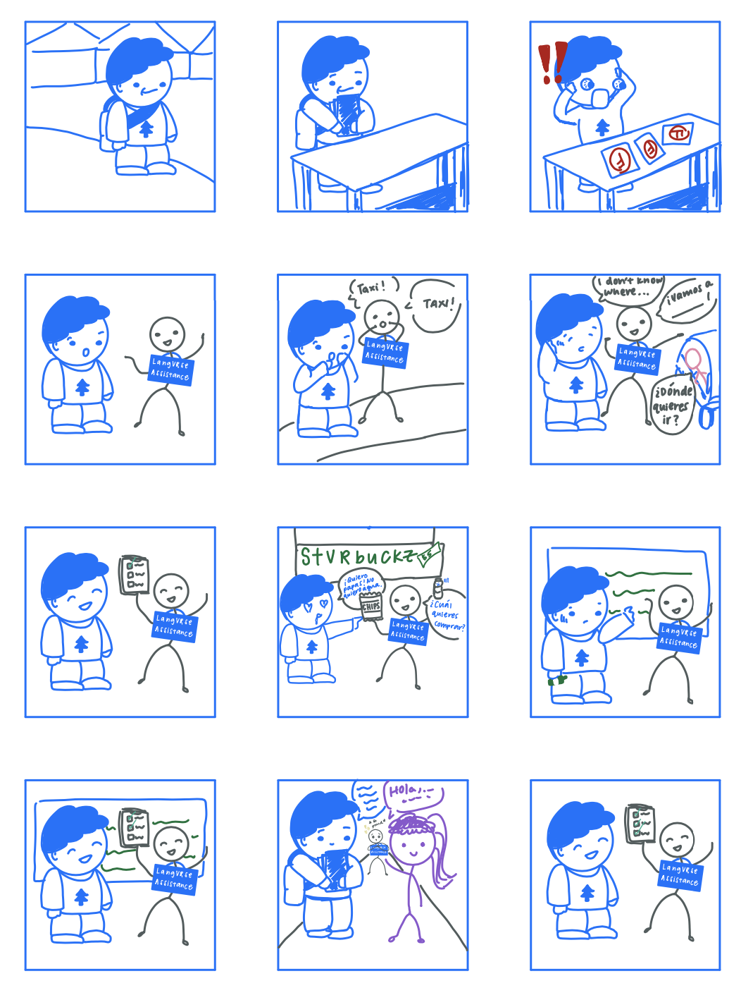 F
F
F
LangVRse
Assistance
Taxi!
TAXI!
LangVRse
Assistance
I don't know
where...
¡Vamos a
!
LangVRse
Assistance
¿Dónde
quieres
ir?
LangVRse
Assistance
StVRbuckz
$$
¡Quiero
papas! No
quiero agua.
CHIPS
¿Cuál
quieres
comprar?
LangVRse
Assistance
LangVRse
Assistance
LangVRse
Assistance
Hola,
LangVRse
Assistance
LangVRse
Assistance